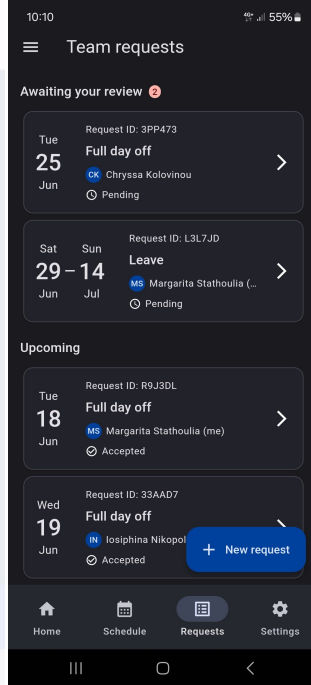 10:10
55%
Team requests
Awaiting your review 2
Request ID: 3PP473
Tue 25 Jun
Full day off
CK Chryssa Kolovinou
Pending
Request ID: L3L7JD
Sat 29 Jun – Sun 14 Jul
Leave
MS Margarita Stathoulia (...
Pending
Upcoming
Request ID: R9J3DL
Tue 18 Jun
Full day off
MS Margarita Stathoulia (me)
Accepted
Request ID: 33AAD7
Wed 19 Jun
Full day off
IN Iosiphina Nikopol
Accepted
+ New request
Home
Schedule
Requests
Settings